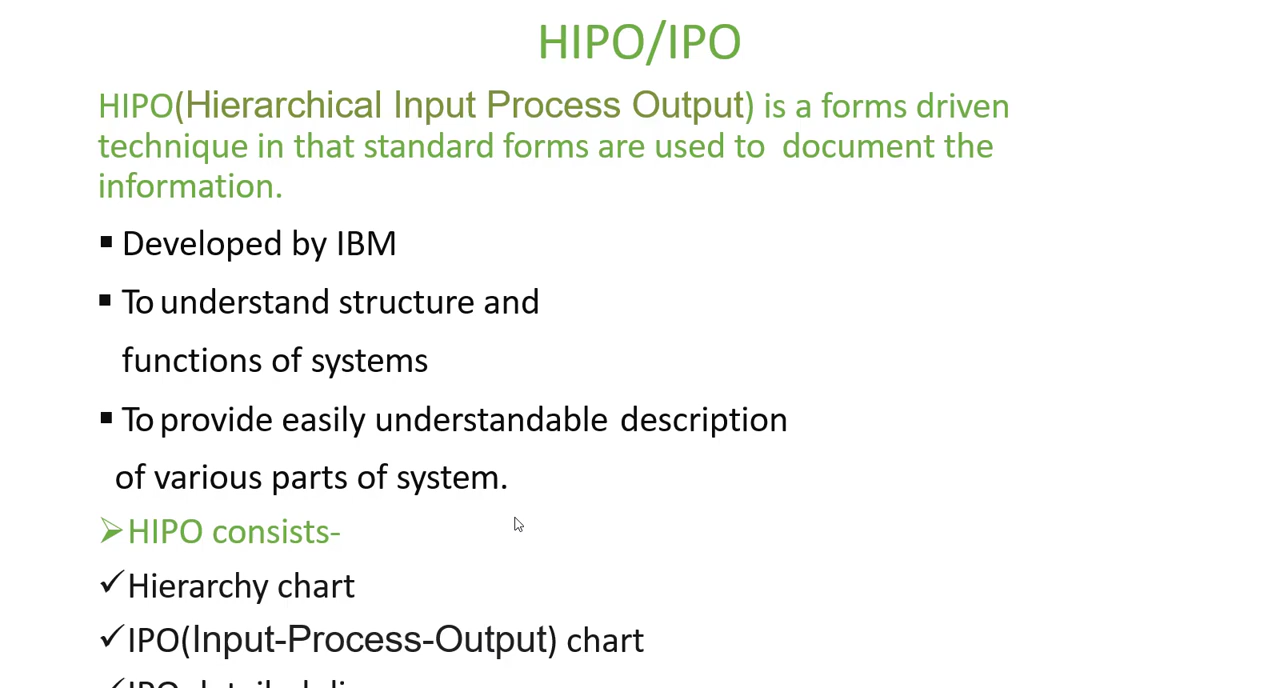 HIPO/IPO
HIPO(Hierarchical Input Process Output) is a forms driven
technique in that standard forms are used to document the
information.
▪ Developed by IBM
▪ To understand structure and
functions of systems
▪ To provide easily understandable description
of various parts of system.
➢HIPO consists-
✓Hierarchy chart
✓IPO(Input-Process-Output) chart
✓IPO